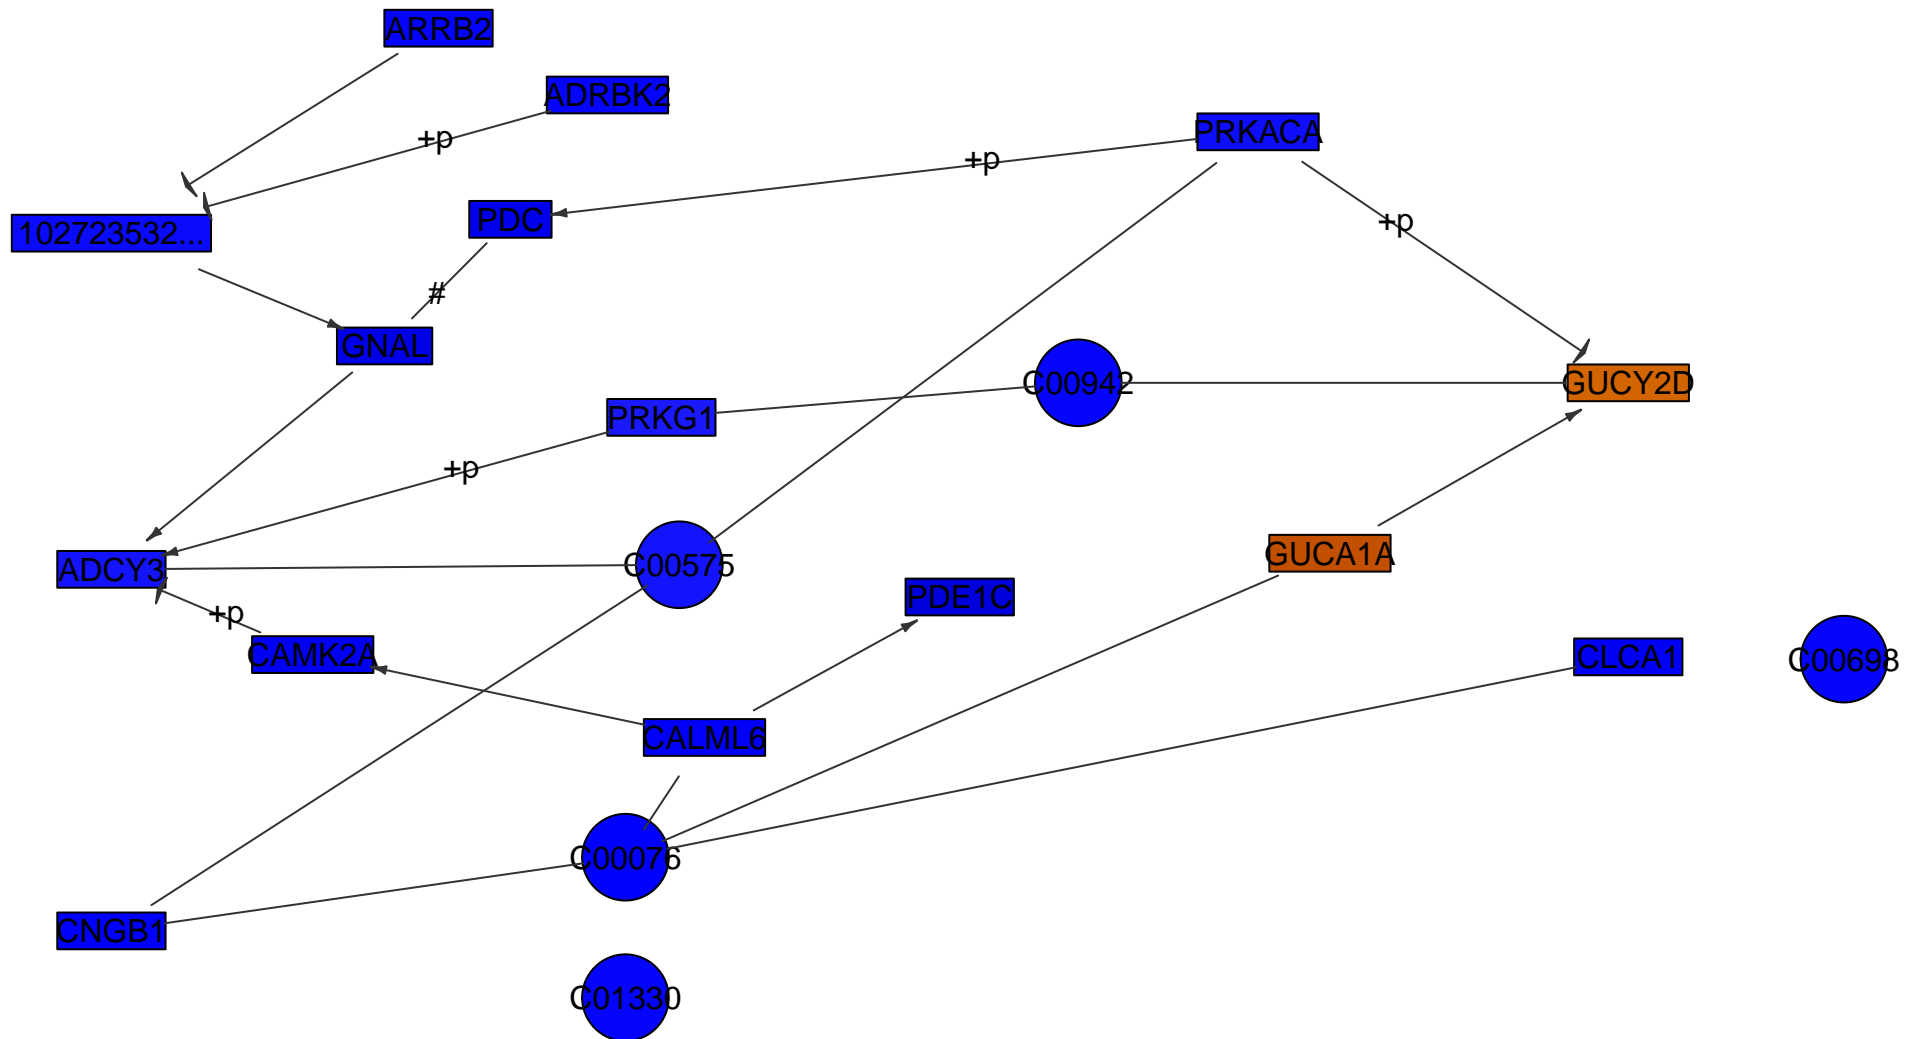 ARRB2
ADRBK2
+p
PRKACA
+p
102723532...
PDC
+p
#
GNAL
C00942
GUCY2D
PRKG1
+p
ADCY3
C00575
GUCA1A
PDE1C
+p
CAMK2A
CLCA1
C00698
CALML6
C00076
CNGB1
C01330